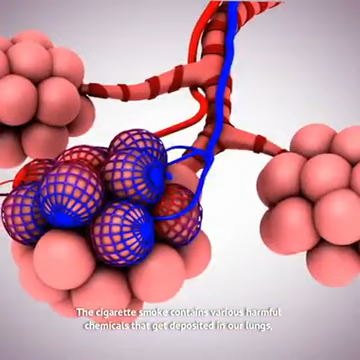 The cigarette smoke contains various harmful
chemicals that get deposited in our lungs,